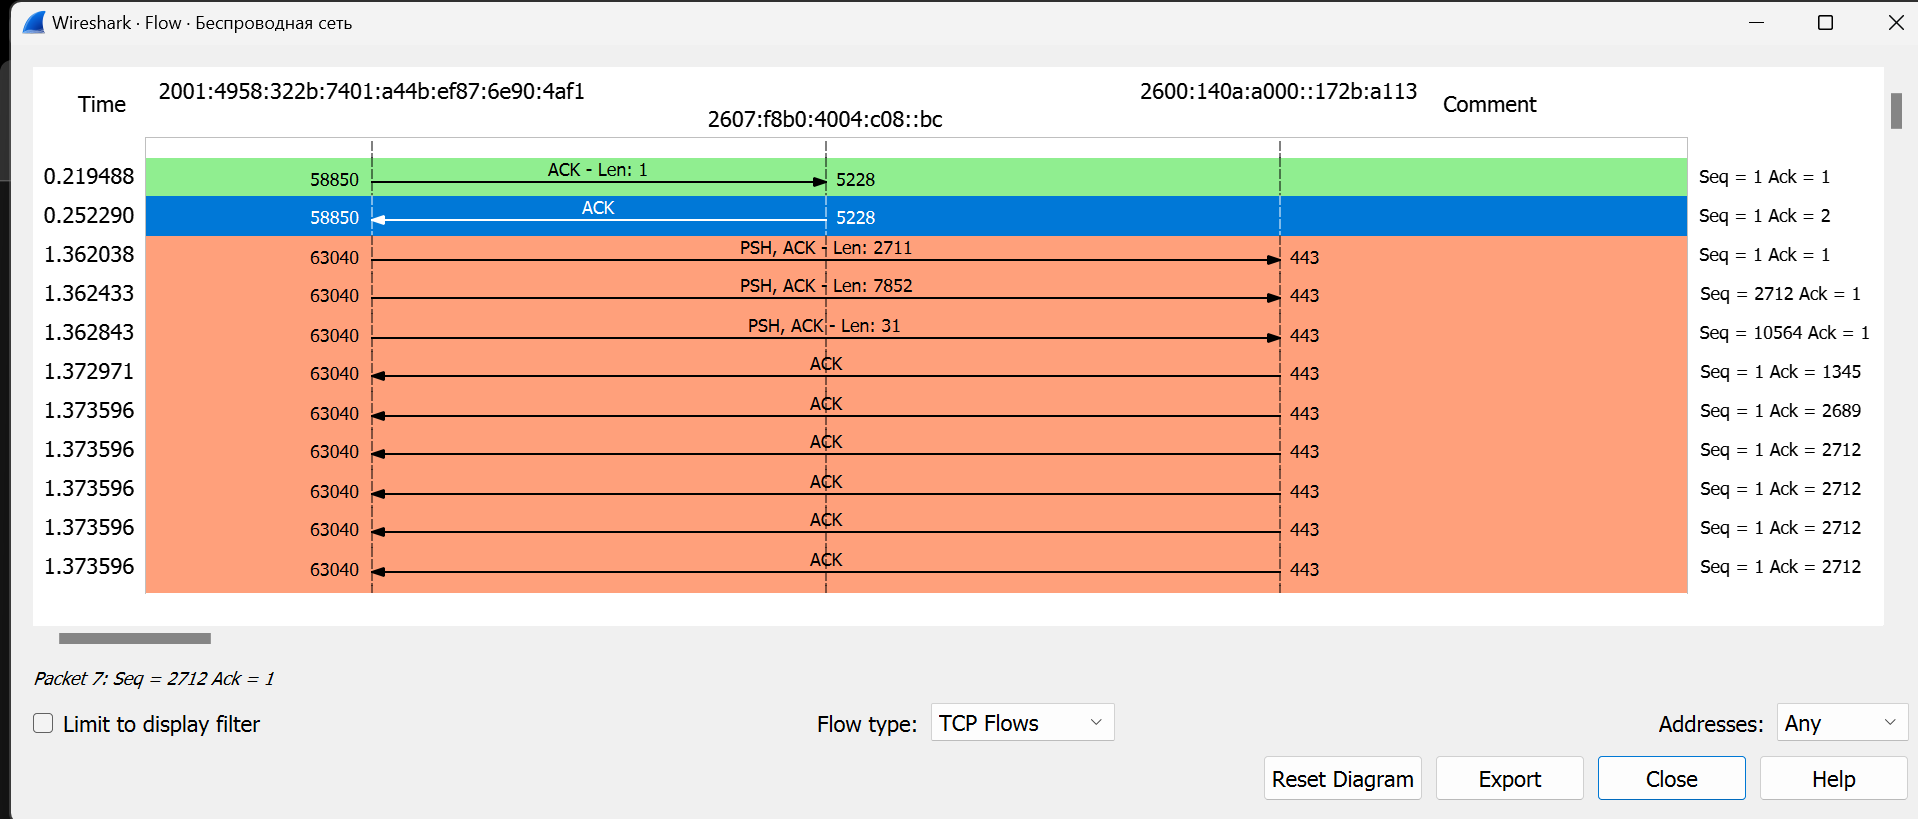 Wireshark · Flow · Беспроводная сеть
Time 2001:4958:322b:7401:a44b:ef87:6e90:4af1 2600:140a:a000::172b:a113 Comment
2607:f8b0:4004:c08::bc
0.219488 58850 ACK - Len: 1 5228 Seq = 1 Ack = 1
0.252290 58850 ACK 5228 Seq = 1 Ack = 2
1.362038 63040 PSH, ACK - Len: 2711 443 Seq = 1 Ack = 1
1.362433 63040 PSH, ACK - Len: 7852 443 Seq = 2712 Ack = 1
1.362843 63040 PSH, ACK - Len: 31 443 Seq = 10564 Ack = 1
1.372971 63040 ACK 443 Seq = 1 Ack = 1345
1.373596 63040 ACK 443 Seq = 1 Ack = 2689
1.373596 63040 ACK 443 Seq = 1 Ack = 2712
1.373596 63040 ACK 443 Seq = 1 Ack = 2712
1.373596 63040 ACK 443 Seq = 1 Ack = 2712
1.373596 63040 ACK 443 Seq = 1 Ack = 2712
Packet 7: Seq = 2712 Ack = 1
Limit to display filter Flow type: TCP Flows Addresses: Any
Reset Diagram Export Close Help